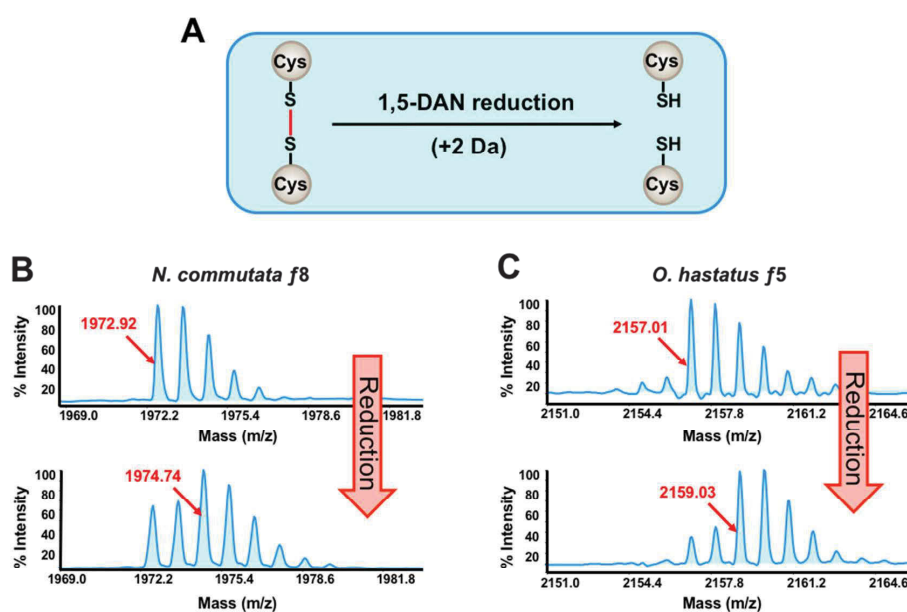 A
Cys
S
S
Cys
1,5-DAN reduction
(+2 Da)
Cys
SH
SH
Cys
B
N. commutata ƒ8
% Intensity
100
80
60
40
20
1972.92
1969.0 1972.2 1975.4 1978.6 1981.8
Mass (m/z)
Reduction
% Intensity
100
80
60
40
20
1974.74
1969.0 1972.2 1975.4 1978.6 1981.8
Mass (m/z)
C
O. hastatus ƒ5
% Intensity
100
80
60
40
20
2157.01
2151.0 2154.4 2157.8 2161.2 2164.6
Mass (m/z)
Reduction
% Intensity
100
80
60
40
20
2159.03
2151.0 2154.4 2157.8 2161.2 2164.6
Mass (m/z)